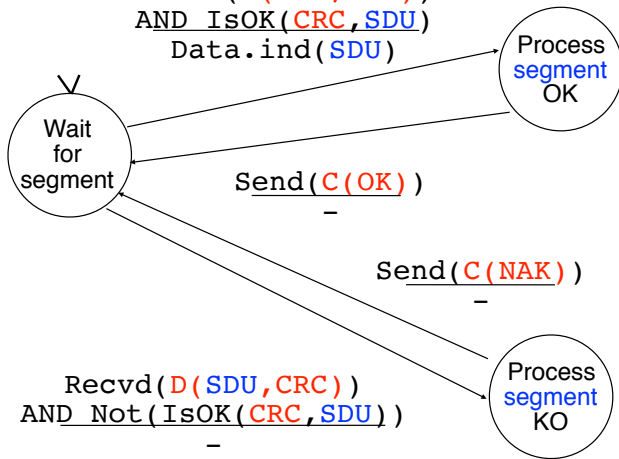 AND IsOK(CRC,SDU)
Data.ind(SDU)
Process
segment
OK
Wait
for
segment
Send(C(OK))
–
Send(C(NAK))
–
Recvd(D(SDU,CRC))
AND Not(IsOK(CRC,SDU))
–
Process
segment
KO